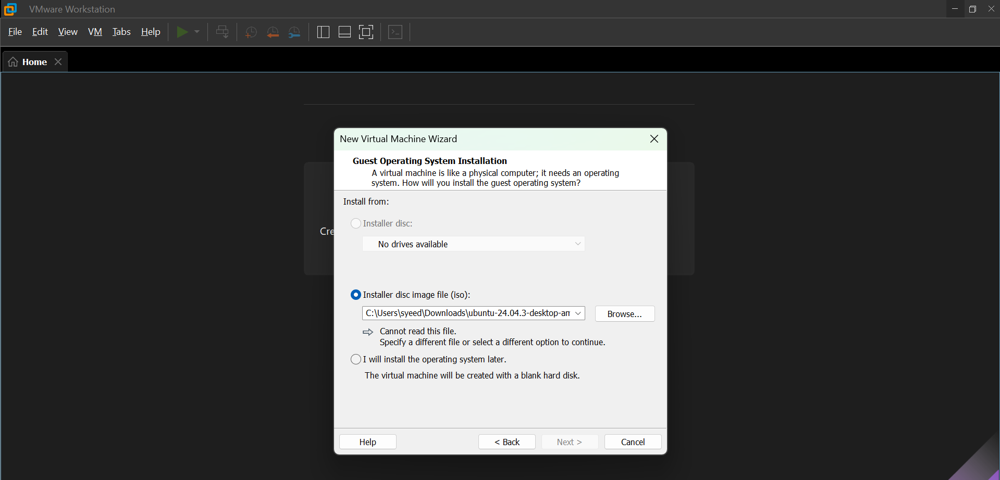 VMware Workstation
File Edit View VM Tabs Help
Home
New Virtual Machine Wizard
Guest Operating System Installation
A virtual machine is like a physical computer; it needs an operating
system. How will you install the guest operating system?
Install from:
Cre
Installer disc:
No drives available
Installer disc image file (iso):
C:\Users\syeed\Downloads\ubuntu-24.04.3-desktop-am
Browse...
Cannot read this file.
Specify a different file or select a different option to continue.
I will install the operating system later.
The virtual machine will be created with a blank hard disk.
Help < Back Next > Cancel